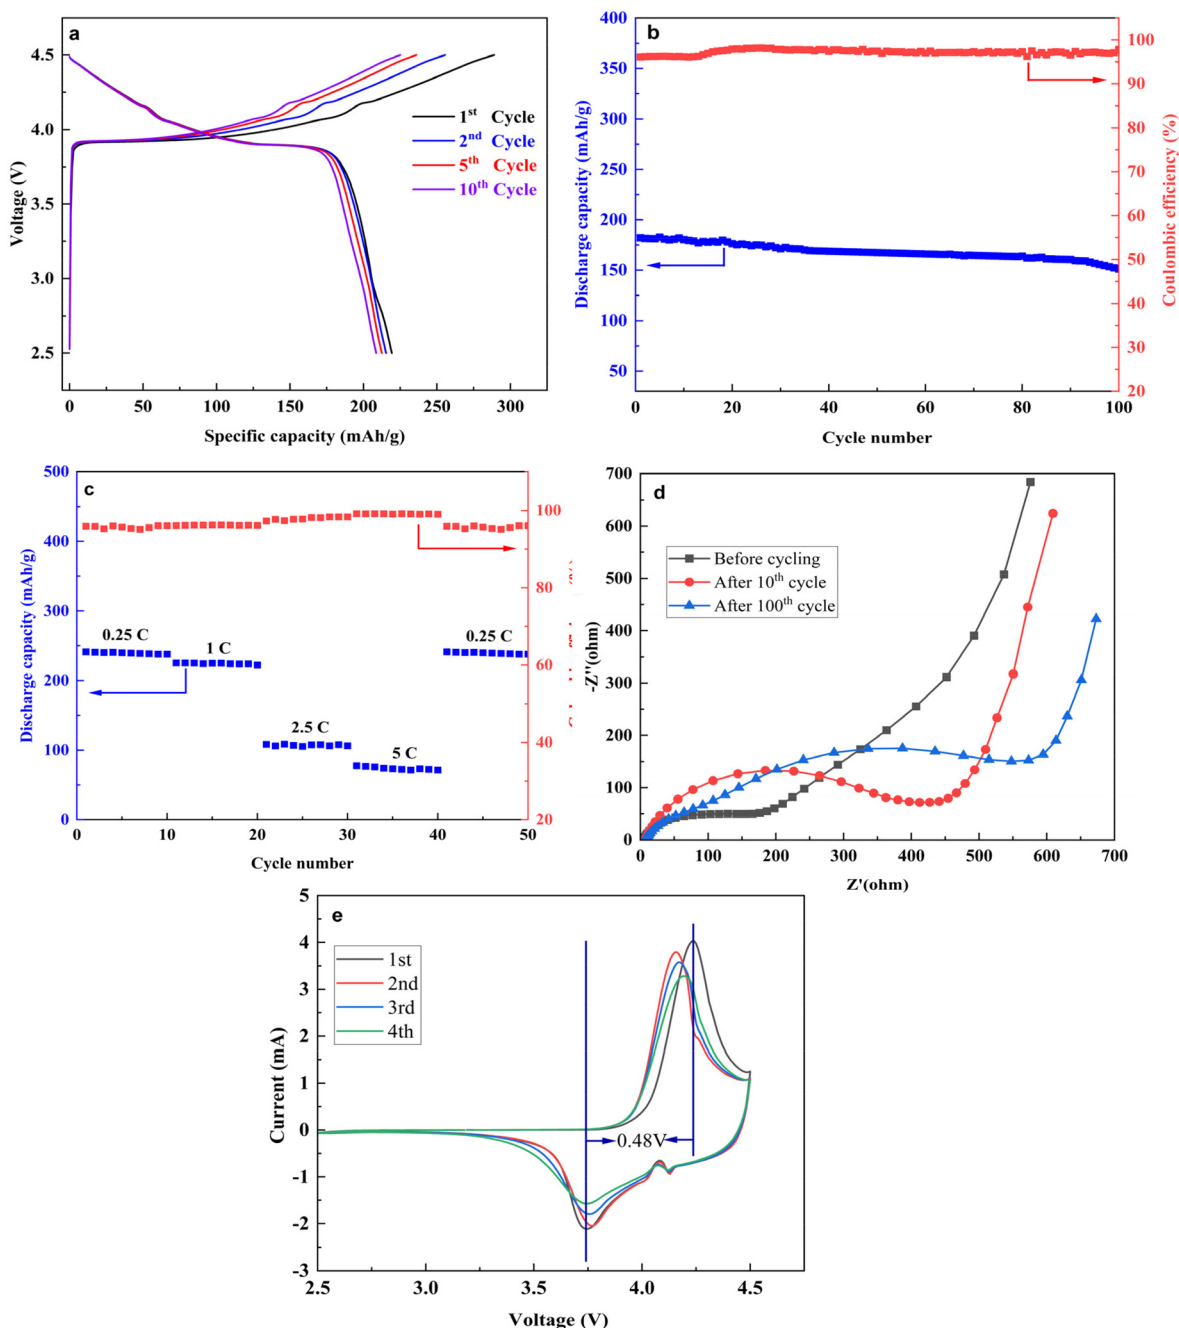 a
4.5
4.0
3.5
3.0
2.5
Voltage (V)
1st Cycle
2nd Cycle
5th Cycle
10th Cycle
0 50 100 150 200 250 300
Specific capacity (mAh/g)
b
400
350
300
250
200
150
100
50
Discharge capacity (mAh/g)
100
90
80
70
60
50
40
30
20
Coulombic efficiency (%)
0 20 40 60 80 100
Cycle number
c
500
400
300
200
100
0
Discharge capacity (mAh/g)
0.25 C
1 C
2.5 C
5 C
0.25 C
100
80
60
40
20
0 10 20 30 40 50
Cycle number
d
700
600
500
400
300
200
100
0
-Z''(ohm)
Before cycling
After 10th cycle
After 100th cycle
0 100 200 300 400 500 600 700
Z'(ohm)
e
5
4
3
2
1
0
-1
-2
-3
Current (mA)
1st
2nd
3rd
4th
0.48V
2.5 3.0 3.5 4.0 4.5
Voltage (V)